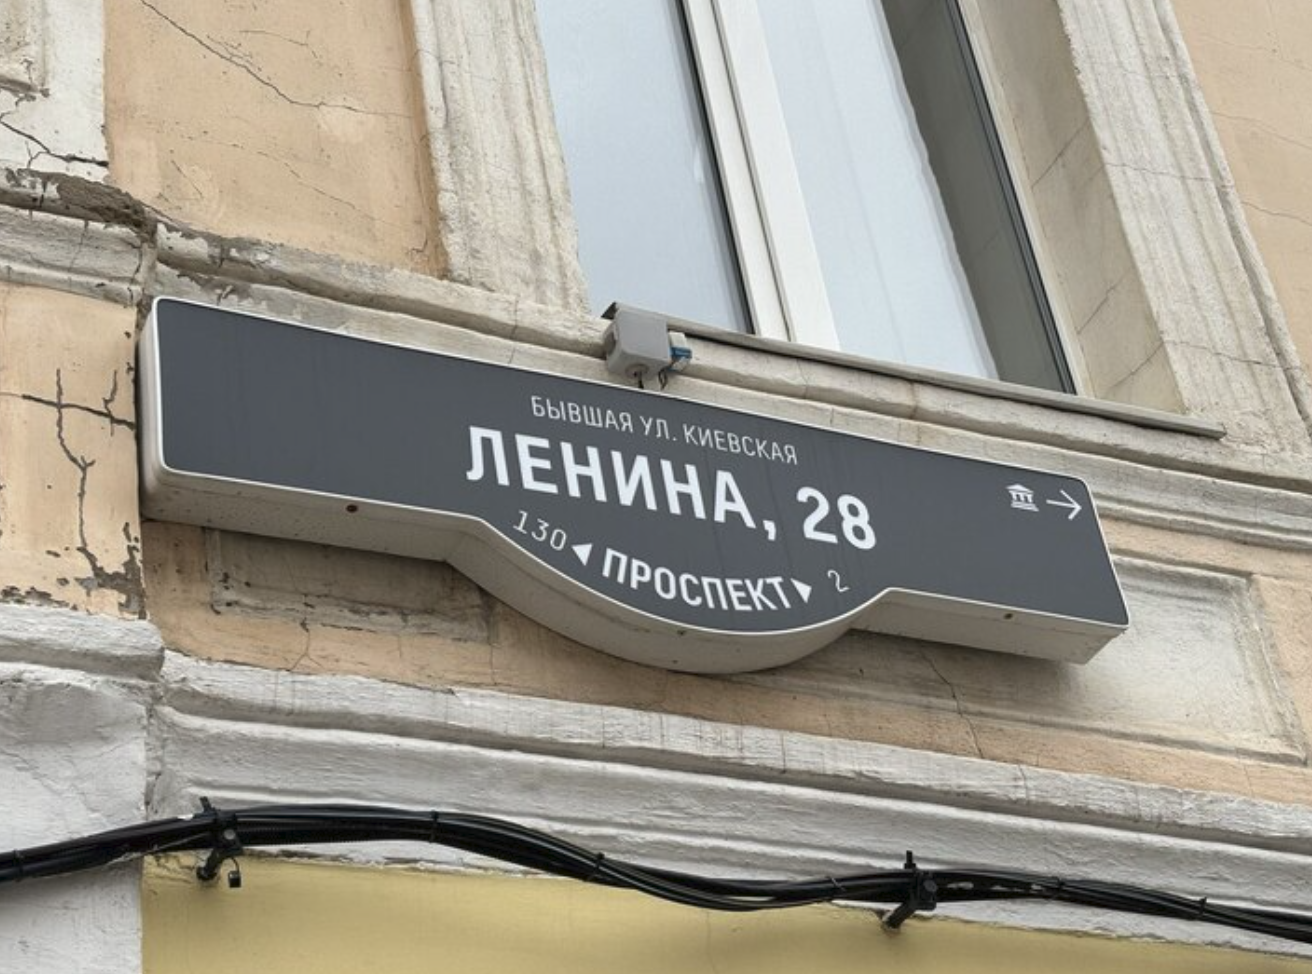 БЫВШАЯ УЛ. КИЕВСКАЯ
ЛЕНИНА, 28
130 ◀ ПРОСПЕКТ ▶ 2